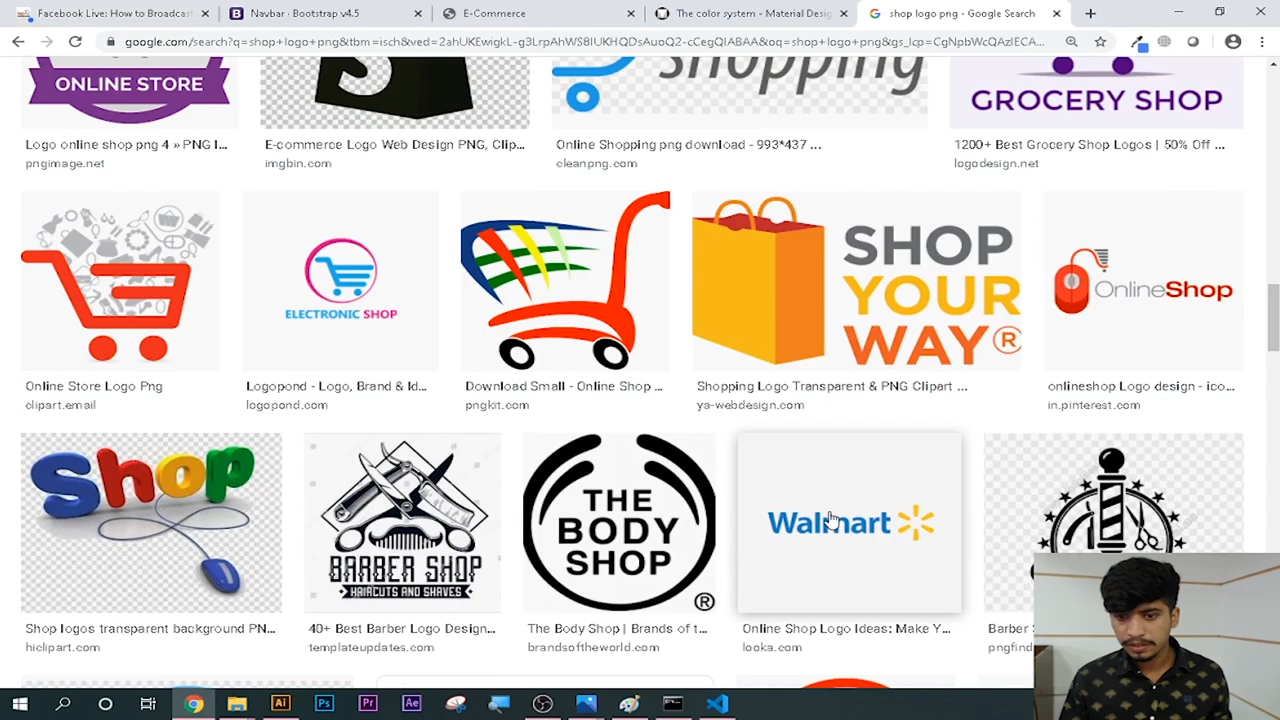 Facebook Live: How to Broadcast
Navbar · Bootstrap v4.5
E-Commerce
The color system - Material Desig
shop logo png - Google Search
google.com/search?q=shop+logo+png&tbm=isch&ved=2ahUKEwigkL-g3LrpAhWS8IUKHQDsAuoQ2-cCegQIABAA&oq=shop+logo+png&gs_lcp=CgNpbWcQAzIECA...
ONLINE STORE
S
shopping
GROCERY SHOP
Logo online shop png 4 » PNG I...
E-commerce Logo Web Design PNG, Clip...
Online Shopping png download - 993*437 ...
1200+ Best Grocery Shop Logos | 50% Off ...
pngimage.net
imgbin.com
cleanpng.com
logodesign.net
ELECTRONIC SHOP
SHOP
YOUR
WAY®
OnlineShop
Online Store Logo Png
Logopond - Logo, Brand & Id...
Download Small - Online Shop ...
Shopping Logo Transparent & PNG Clipart ...
onlineshop Logo design - ico...
clipart.email
logopond.com
pngkit.com
ya-webdesign.com
in.pinterest.com
Shop
BARBER SHOP
HAIRCUTS AND SHAVES
THE
BODY
SHOP
®
Walmart
Shop logos transparent background PN...
40+ Best Barber Logo Design...
The Body Shop | Brands of t...
Online Shop Logo Ideas: Make Y...
Barber
hiclipart.com
templateupdates.com
brandsoftheworld.com
looka.com
pngfind
Ai
Ps
Pr
Ae